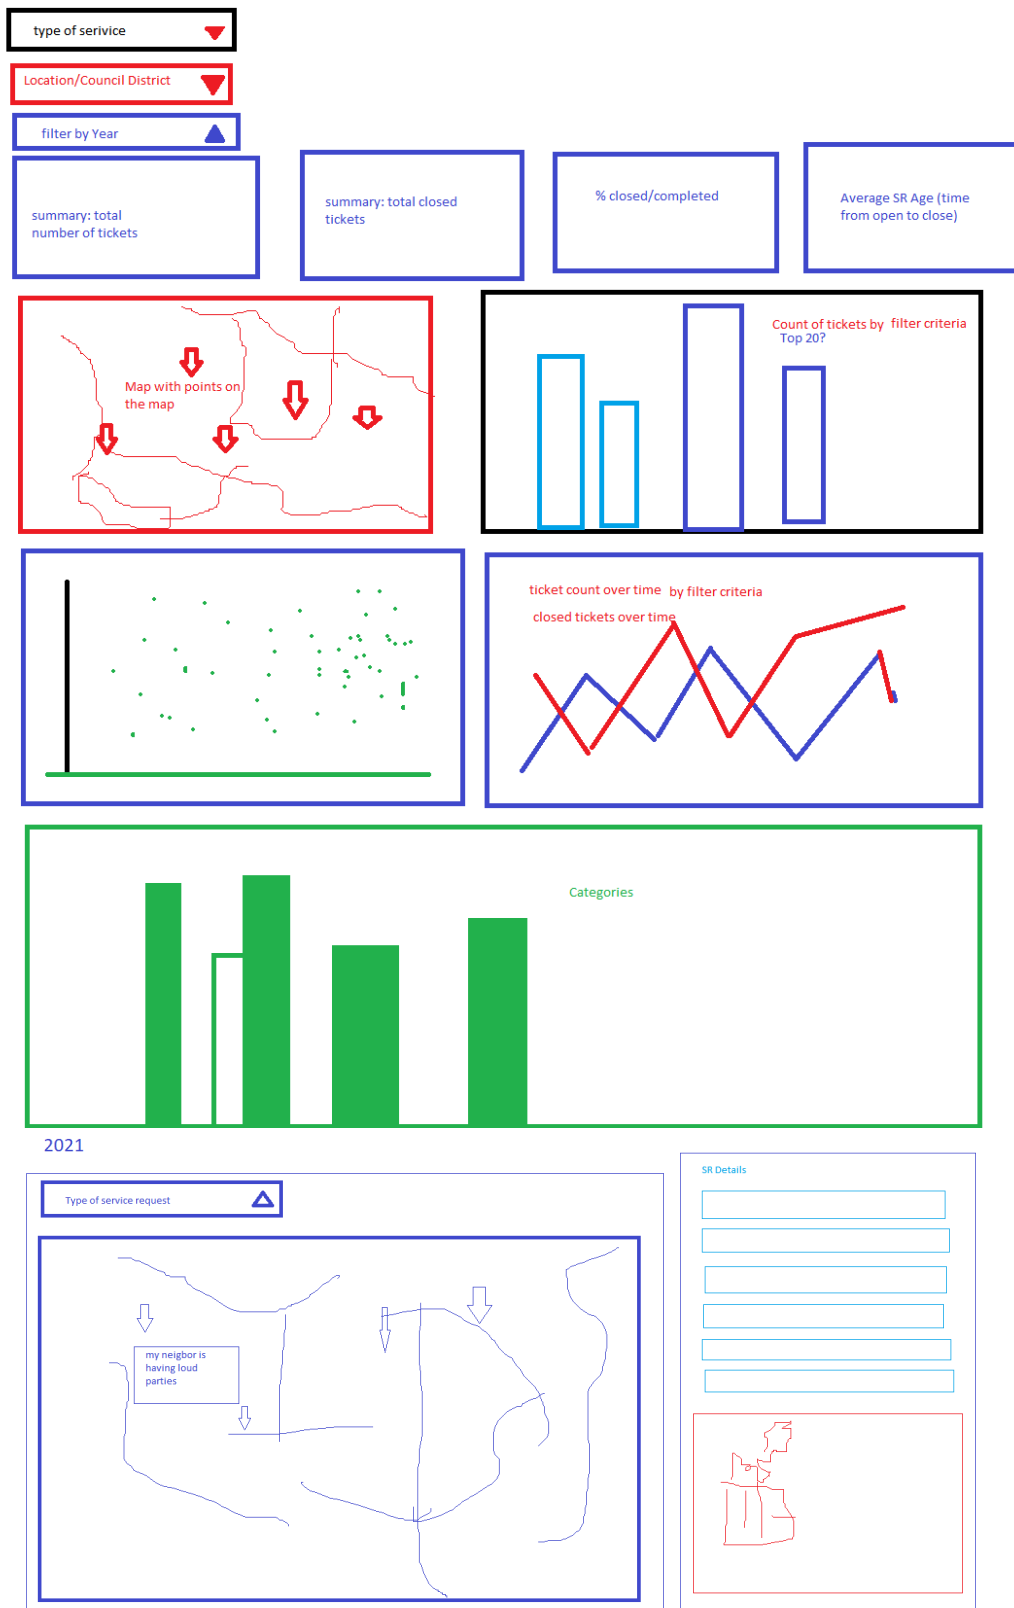 type of serivice
Location/Council District
filter by Year
summary: total
number of tickets
summary: total closed
tickets
% closed/completed
Average SR Age (time
from open to close)
Map with points on
the map
Count of tickets by filter criteria
Top 20?
ticket count over time by filter criteria
closed tickets over time
Categories
2021
Type of service request
my neigbor is
having loud
parties
SR Details